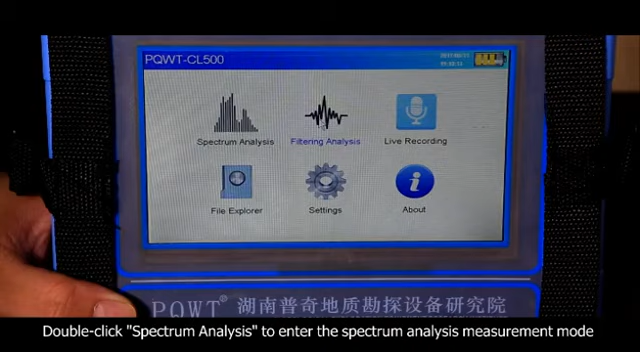 PQWT-CL500
Spectrum Analysis
Filtering Analysis
Live Recording
File Explorer
Settings
About
PQWT® 湖南普奇地质勘探设备研究院
Double-click "Spectrum Analysis" to enter the spectrum analysis measurement mode